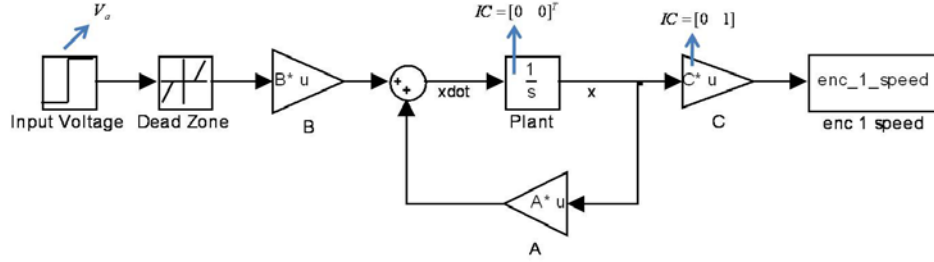 V_a
IC = [0 0]^T
IC = [0 1]
B* u
+
+
xdot
1
s
x
C* u
enc_1_speed
Input Voltage
Dead Zone
B
Plant
C
enc 1 speed
A* u
A